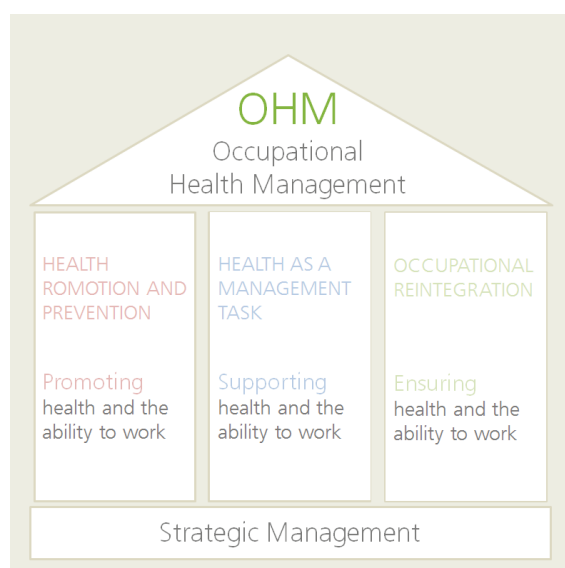 OHM
Occupational
Health Management
HEALTH
ROMOTION AND
PREVENTION
Promoting
health and the
ability to work
HEALTH AS A
MANAGEMENT
TASK
Supporting
health and the
ability to work
OCCUPATIONAL
REINTEGRATION
Ensuring
health and the
ability to work
Strategic Management